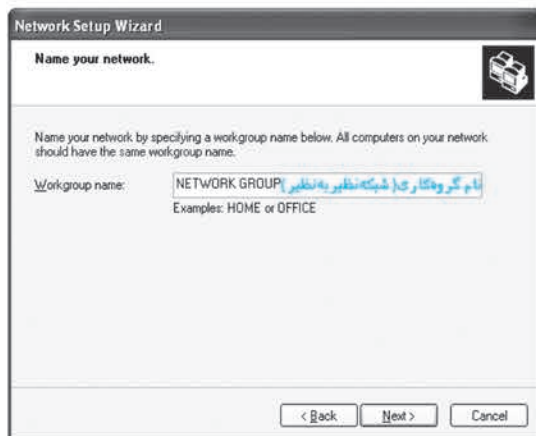 Network Setup Wizard
Name your network.
Name your network by specifying a workgroup name below. All computers on your network
should have the same workgroup name.
Workgroup name:
NETWORK GROUP نام گروه‌کاری( شبکه‌نظیر به‌نظیر )
Examples: HOME or OFFICE
< Back
Next >
Cancel